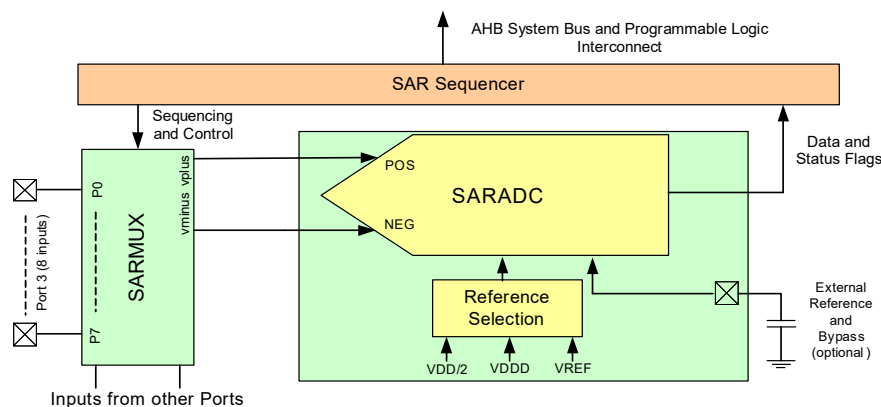 AHB System Bus and Programmable Logic
Interconnect
SAR Sequencer
Sequencing
and Control
Data and
Status Flags
vminus vplus
POS
NEG
SARADC
P0
P7
Port 3 (8 inputs)
SARMUX
Reference
Selection
External
Reference
and
Bypass
(optional)
VDD/2
VDDD
VREF
Inputs from other Ports